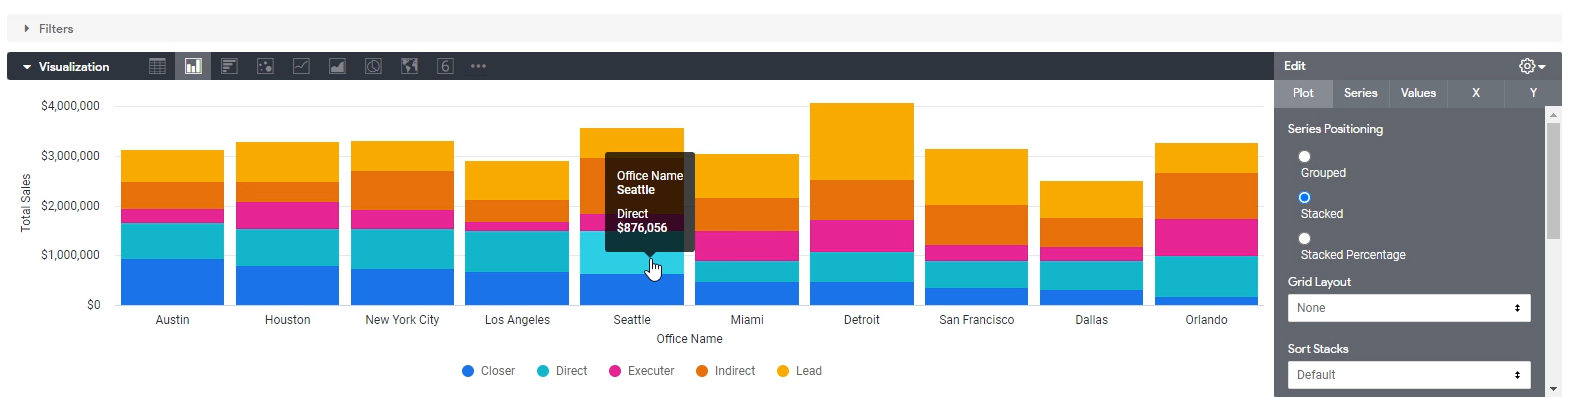 Filters
Visualization
6
Edit
Plot Series Values X Y
$4,000,000
$3,000,000
$2,000,000
$1,000,000
$0
Total Sales
Office Name
Seattle
Direct
$876,056
Austin Houston New York City Los Angeles Seattle Miami Detroit San Francisco Dallas Orlando
Office Name
Closer Direct Executer Indirect Lead
Series Positioning
Grouped
Stacked
Stacked Percentage
Grid Layout
None
Sort Stacks
Default